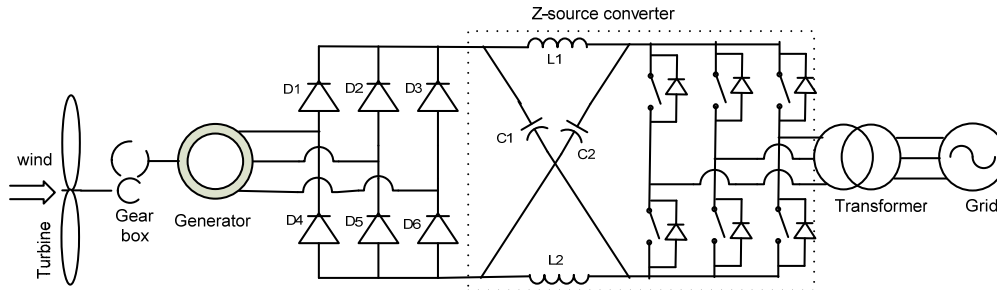 Z-source converter
L1
D1
D2
D3
C1
C2
wind
Turbine
Gear
box
Generator
D4
D5
D6
L2
Transformer
Grid